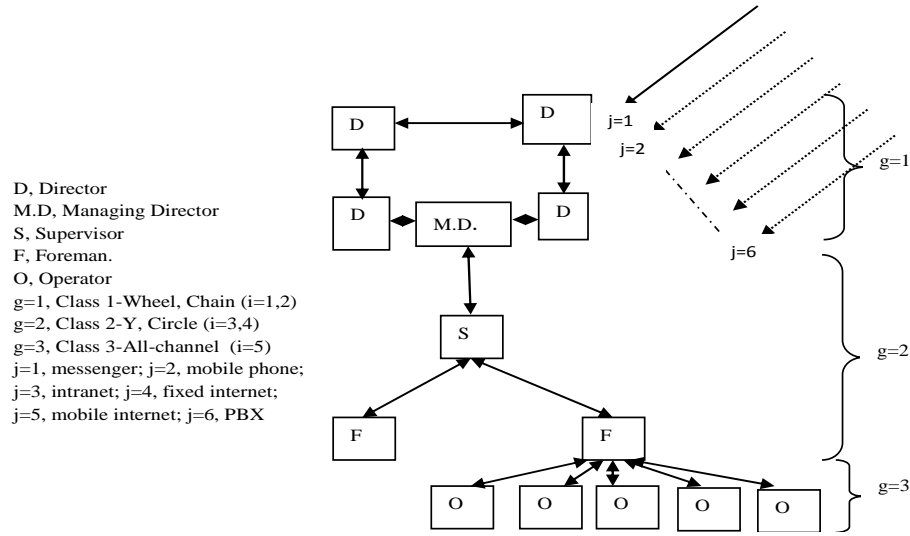 D
D
j=1
j=2
g=1
D, Director
M.D, Managing Director
S, Supervisor
F, Foreman.
O, Operator
g=1, Class 1-Wheel, Chain (i=1,2)
g=2, Class 2-Y, Circle (i=3,4)
g=3, Class 3-All-channel (i=5)
j=1, messenger; j=2, mobile phone;
j=3, intranet; j=4, fixed internet;
j=5, mobile internet; j=6, PBX
D
M.D.
D
j=6
S
g=2
F
F
O
O
O
O
O
g=3